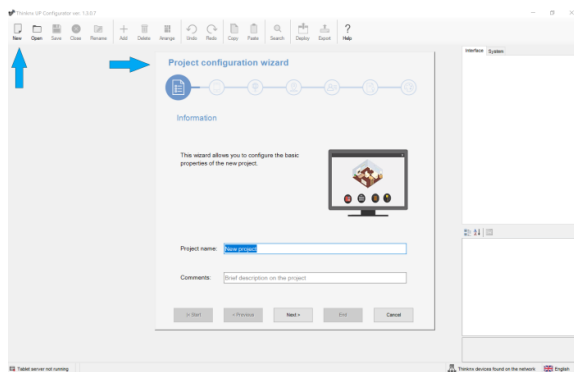 Thinknx UP Configurator ver: 1.3.0.7
New Open Save Close Rename Add Delete Arrange Undo Redo Copy Paste Search Deploy Export Help
Interface System
Project configuration wizard
Information
This wizard allows you to configure the basic
properties of the new project.
Project name: New project
Comments: Brief description on the project
|< Start < Previous Next > End Cancel
Tablet server not running
Thinknx devices found on the network English